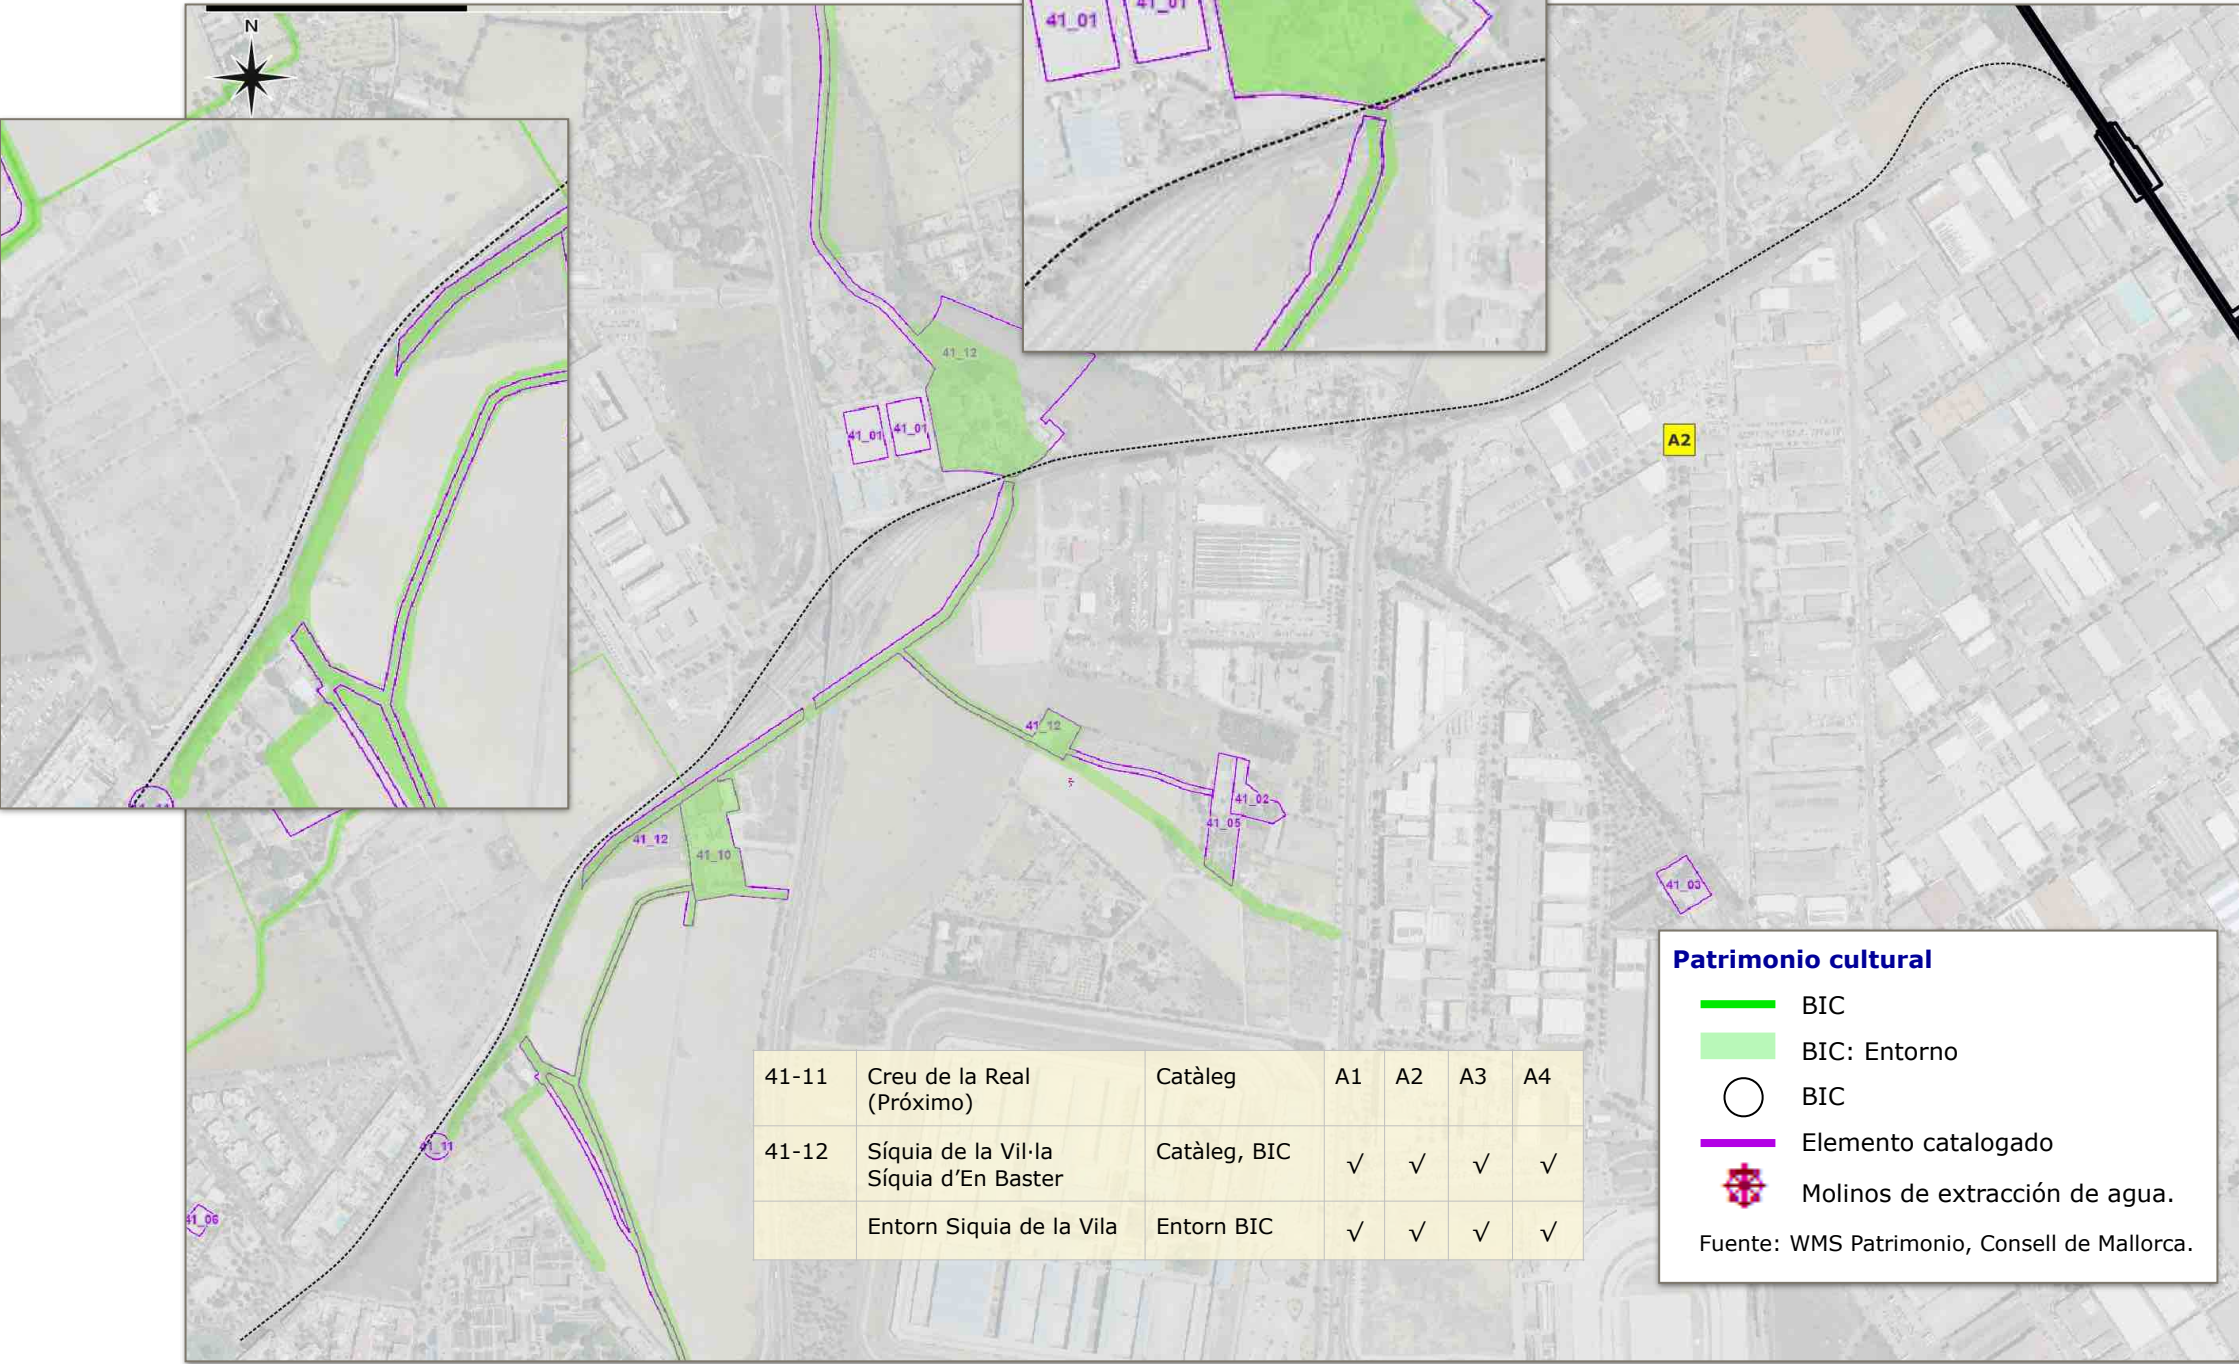 N
41_01
41_01
41_12
41_01
41_01
A2
41_12
41_02
41_05
41_12
41_10
41_03
41_11
41_06
41-11 Creu de la Real (Próximo) Catàleg A1 A2 A3 A4
41-12 Síquia de la Vil·la Síquia d’En Baster Catàleg, BIC √ √ √ √
Entorn Siquia de la Vila Entorn BIC √ √ √ √
Patrimonio cultural
BIC
BIC: Entorno
BIC
Elemento catalogado
Molinos de extracción de agua.
Fuente: WMS Patrimonio, Consell de Mallorca.